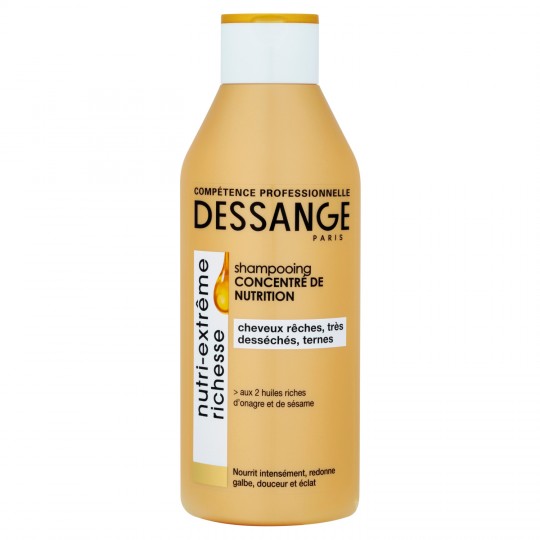 COMPÉTENCE PROFESSIONNELLE
DESSANGE
PARIS
nutri-extrême
richesse
shampooing
CONCENTRÉ DE
NUTRITION
cheveux rêches, très
desséchés, ternes
> aux 2 huiles riches
d'onagre et de sésame
Nourrit intensément, redonne
galbe, douceur et éclat